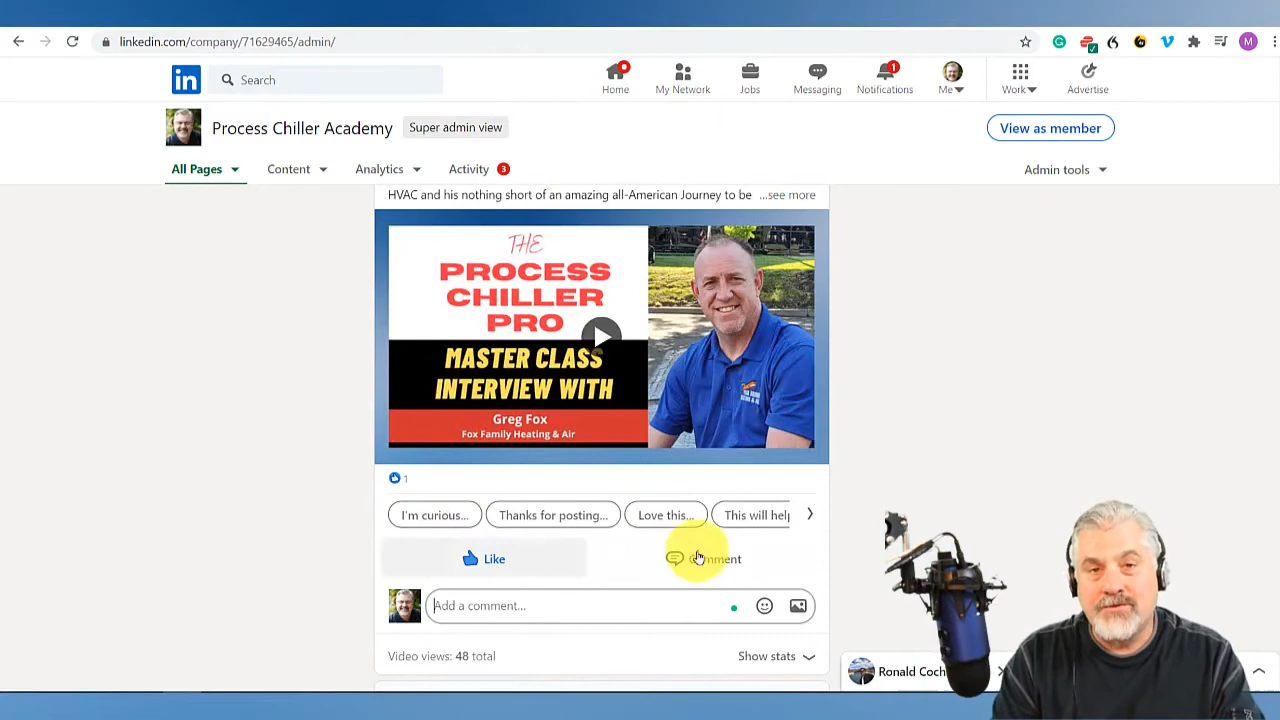 linkedin.com/company/71629465/admin/
M
in
Search
Home
My Network
Jobs
Messaging
1
Notifications
Me
Work
Advertise
Process Chiller Academy
Super admin view
View as member
All Pages
Content
Analytics
Activity
3
Admin tools
HVAC and his nothing short of an amazing all-American Journey to be ...see more
THE
PROCESS
CHILLER
PRO
MASTER CLASS
INTERVIEW WITH
Greg Fox
Fox Family Heating & Air
1
I'm curious...
Thanks for posting...
Love this...
This will help
Like
Comment
Add a comment...
Video views: 48 total
Show stats
Ronald Coch